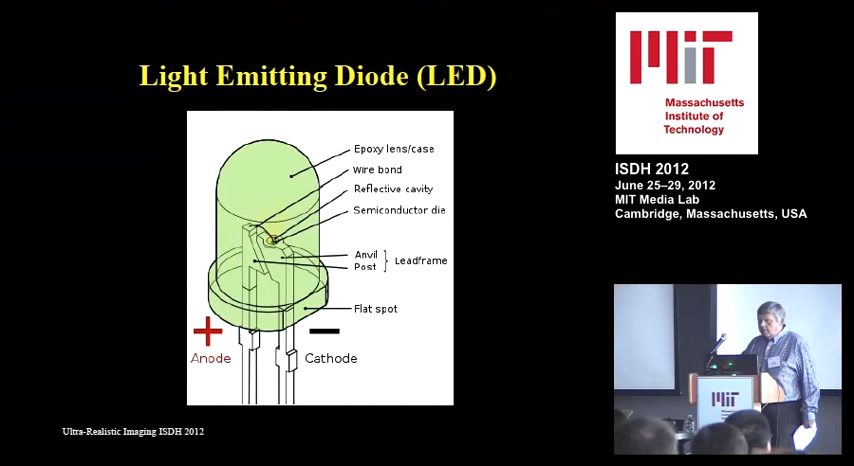 Light Emitting Diode (LED)
Epoxy lens/case
Wire bond
Reflective cavity
Semiconductor die
Anvil
Post
Leadframe
Flat spot
+
Anode
−
Cathode
Ultra-Realistic Imaging ISDH 2012
MIT
Massachusetts
Institute of
Technology
ISDH 2012
June 25–29, 2012
MIT Media Lab
Cambridge, Massachusetts, USA
MIT